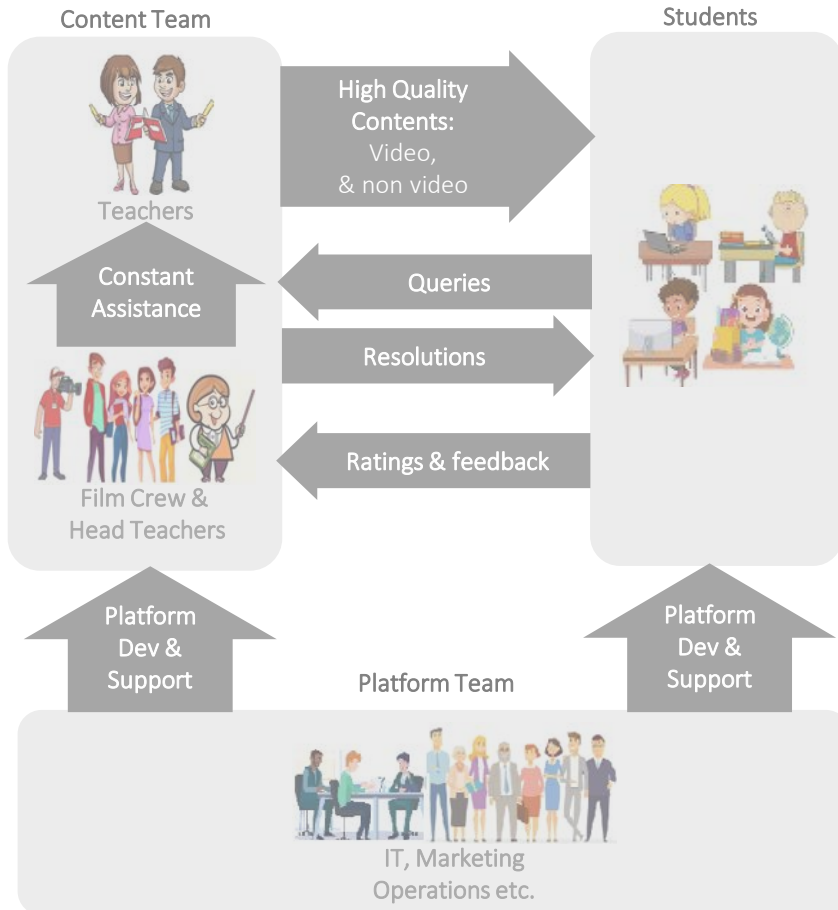 Content Team
Students
High Quality
Contents:
Video,
& non video
Teachers
Constant
Assistance
Queries
Resolutions
Ratings & feedback
Film Crew &
Head Teachers
Platform
Dev &
Support
Platform
Dev &
Support
Platform Team
IT, Marketing
Operations etc.